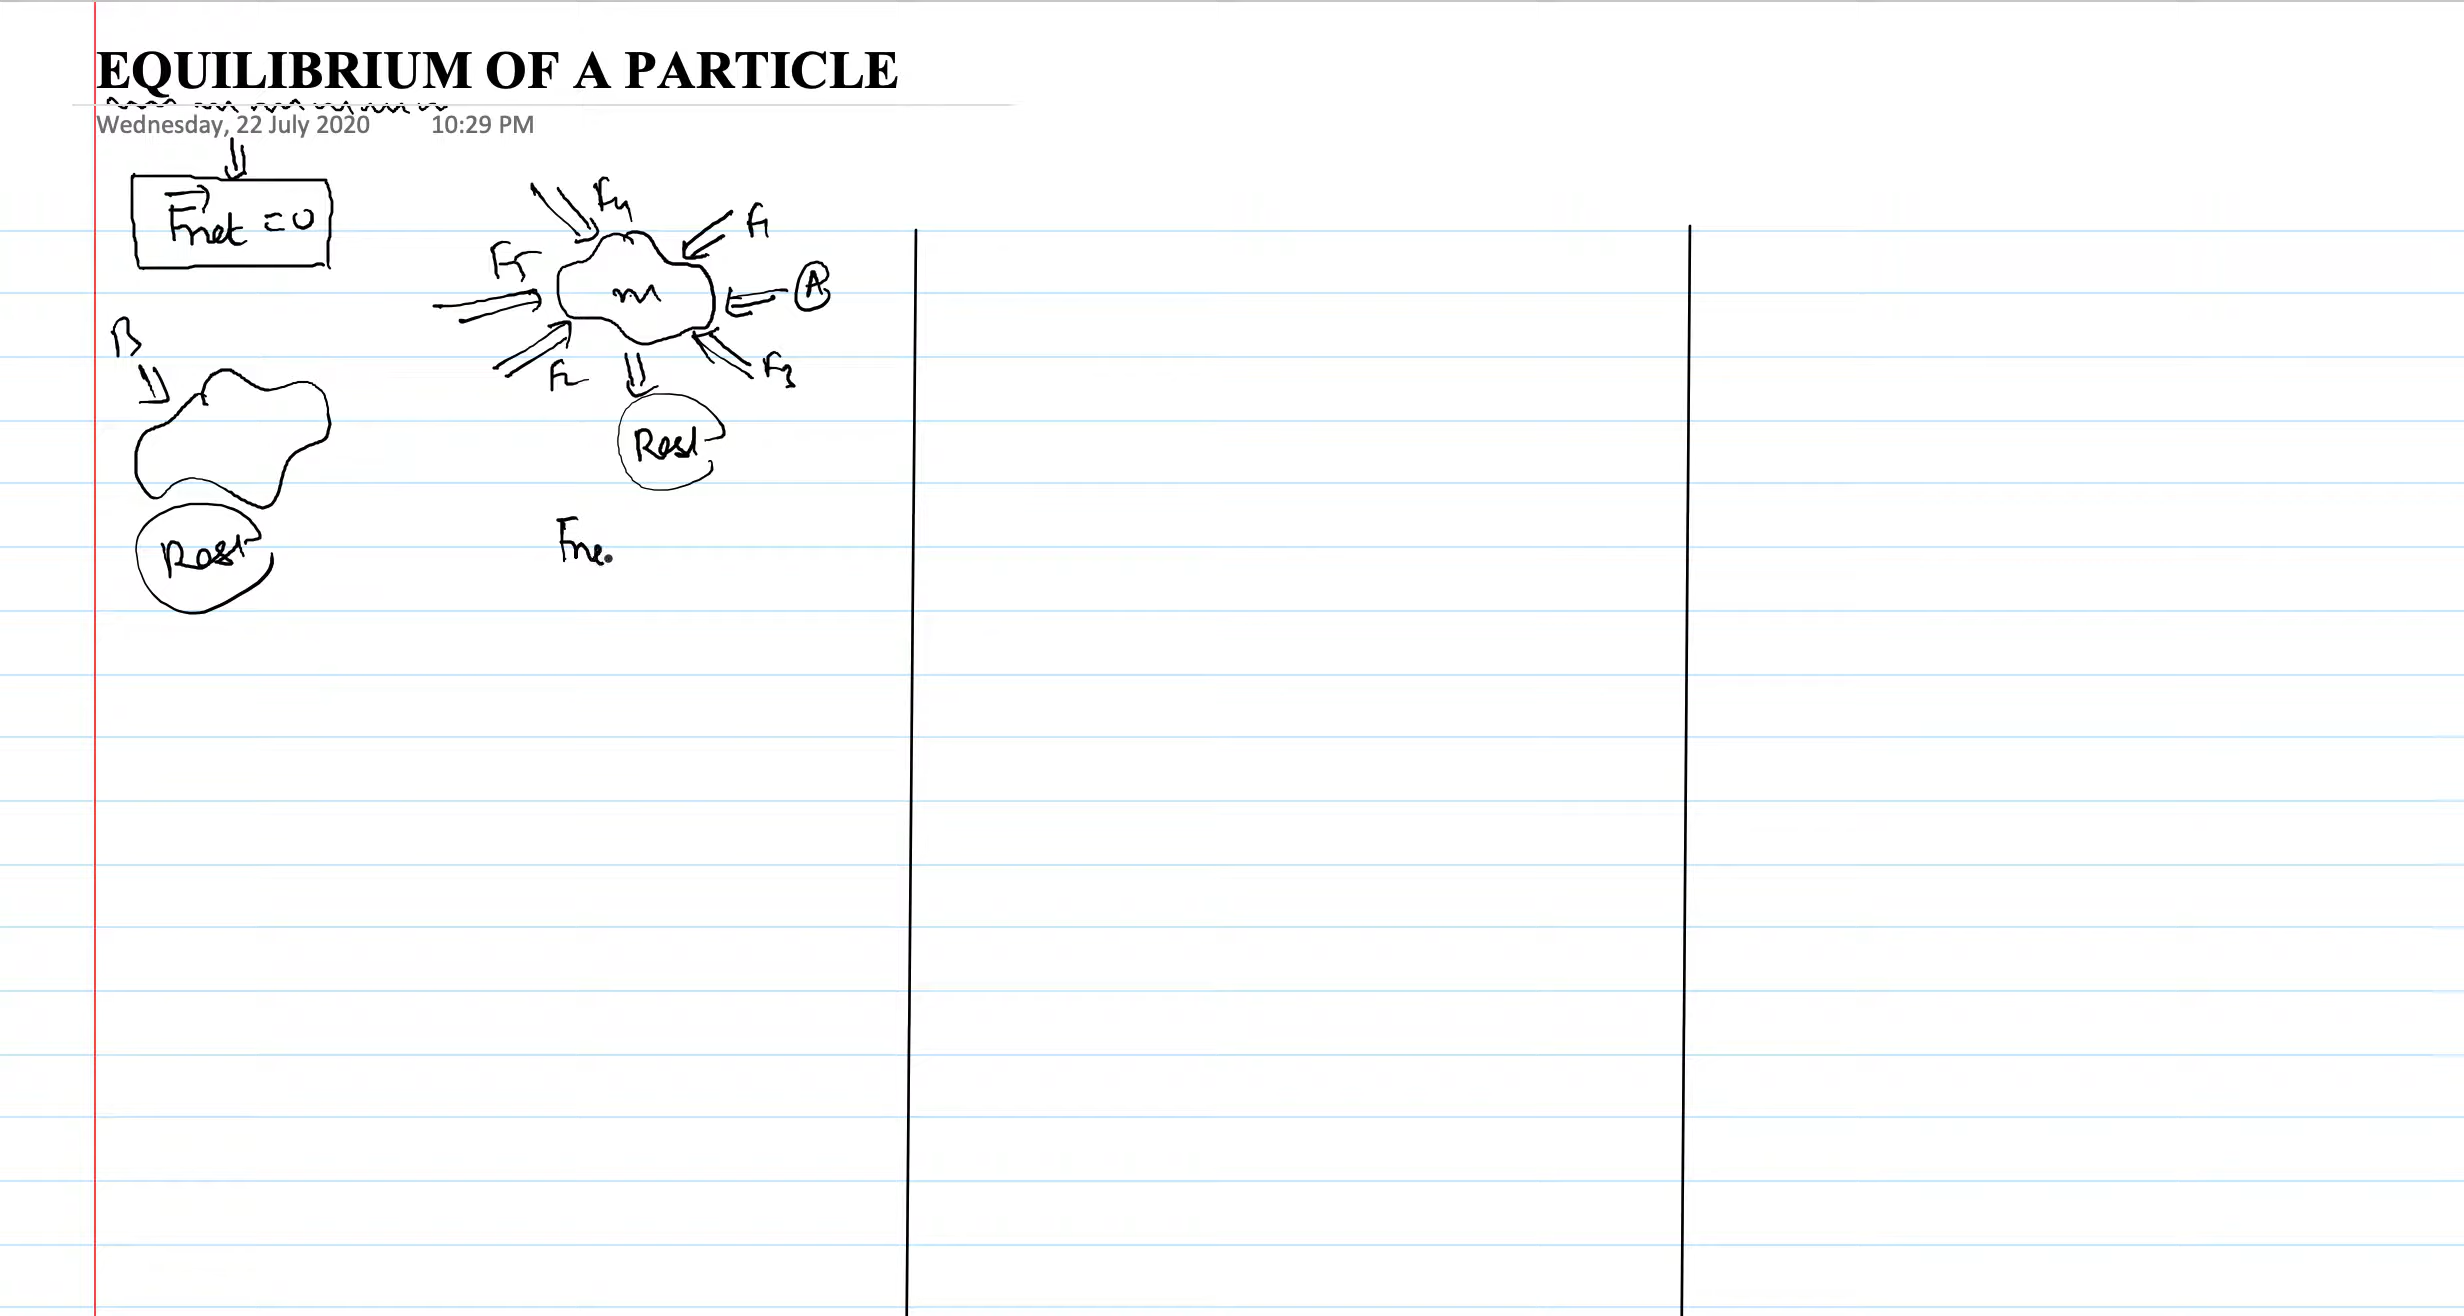 EQUILIBRIUM OF A PARTICLE
Wednesday, 22 July 2020 10:29 PM
Fnet = 0
F4
F1
F5
m
A
B
F2
F3
Rest
Rest
Fne